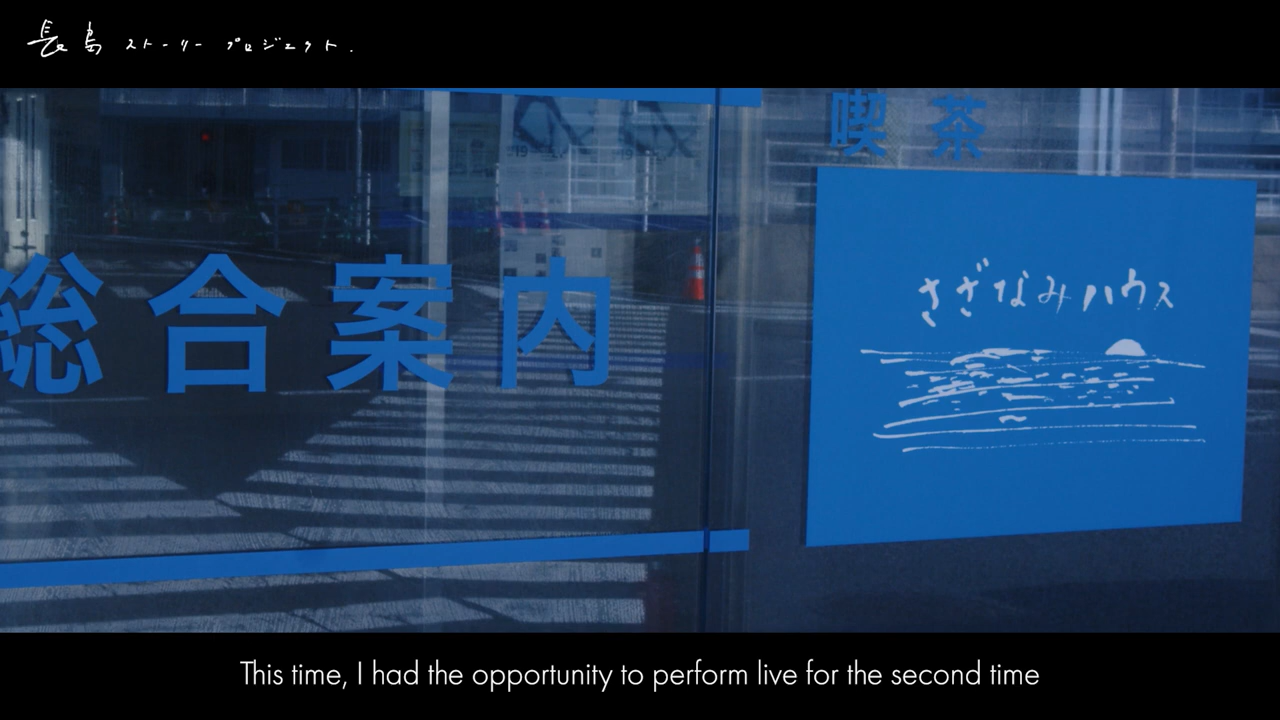 長島 ストーリー プロジェクト.
喫茶
総合案内
さざなみハウス
This time, I had the opportunity to perform live for the second time